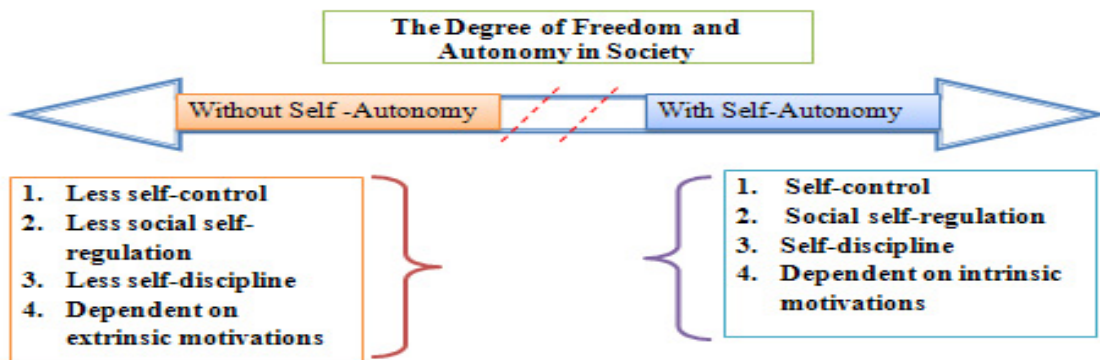 The Degree of Freedom and
Autonomy in Society
Without Self -Autonomy
With Self-Autonomy
1. Less self-control
2. Less social self-
regulation
3. Less self-discipline
4. Dependent on
extrinsic motivations
1. Self-control
2. Social self-regulation
3. Self-discipline
4. Dependent on intrinsic
motivations